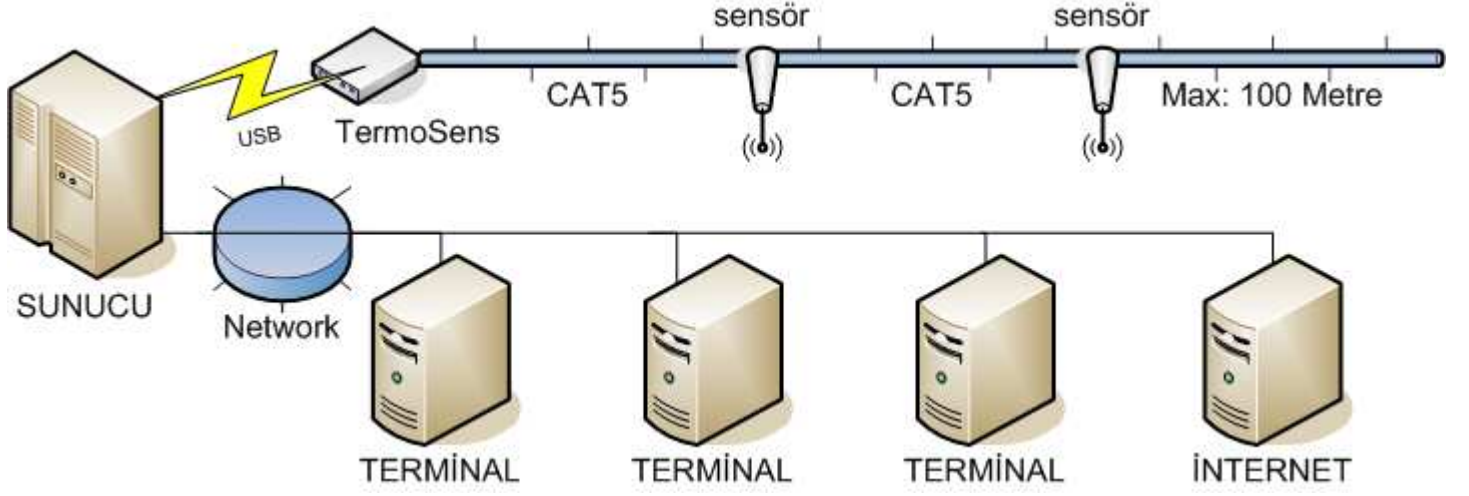 sensör
sensör
CAT5
CAT5
Max: 100 Metre
USB
TermoSens
SUNUCU
Network
TERMİNAL
TERMİNAL
TERMİNAL
İNTERNET